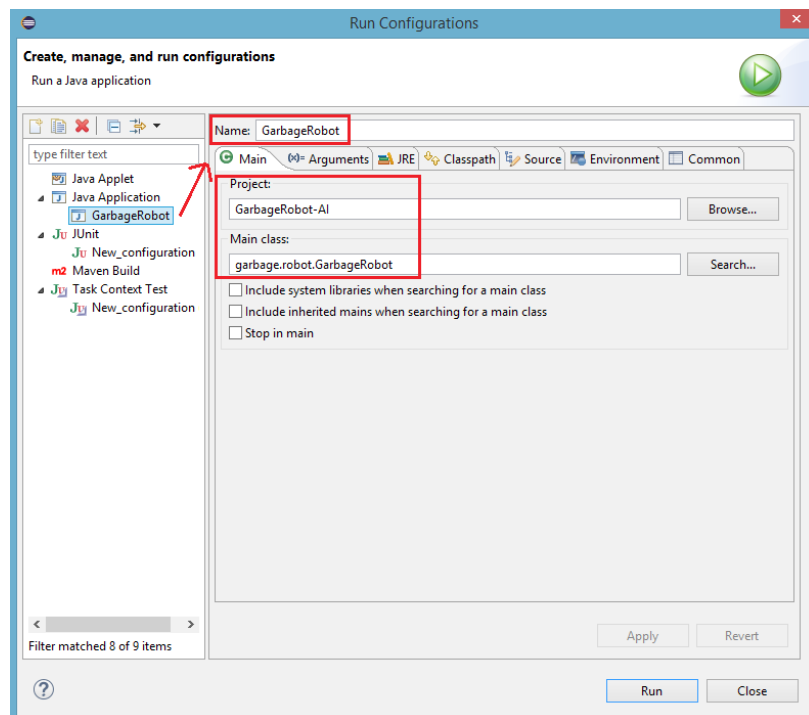 Run Configurations
Create, manage, and run configurations
Run a Java application
type filter text
Java Applet
Java Application
GarbageRobot
JUnit
New_configuration
Maven Build
Task Context Test
New_configuration
Filter matched 8 of 9 items
Name: GarbageRobot
Main (x)= Arguments JRE Classpath Source Environment Common
Project:
GarbageRobot-AI Browse...
Main class:
garbage.robot.GarbageRobot Search...
Include system libraries when searching for a main class
Include inherited mains when searching for a main class
Stop in main
Apply Revert
Run Close